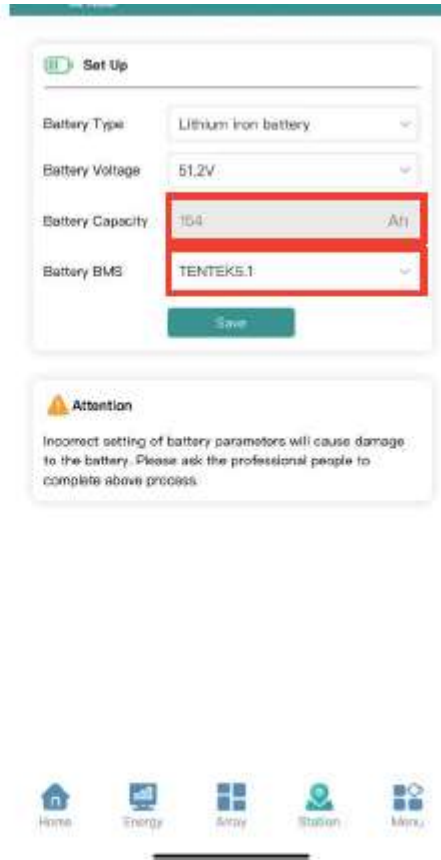 Set Up
Battery Type Lithium iron battery
Battery Voltage 51.2V
Battery Capacity 164 Ah
Battery BMS TENTEK5.1
Save
Attention
Incorrect setting of battery parameters will cause damage
to the battery. Please ask the professional people to
complete above process.
Home Energy Array Station Menu